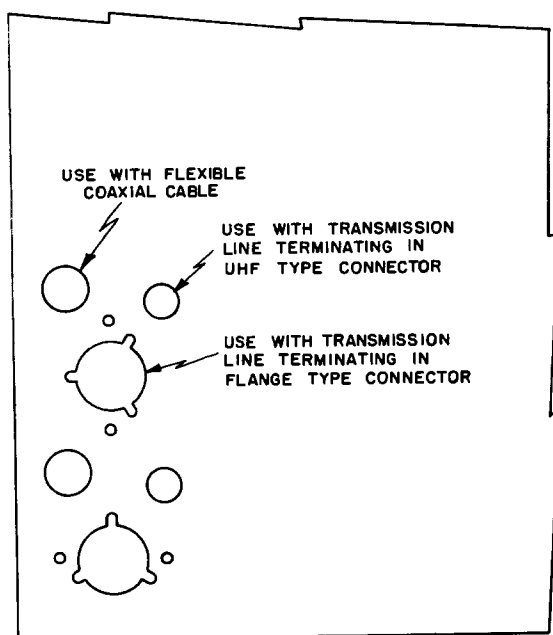 USE WITH FLEXIBLE
COAXIAL CABLE
USE WITH TRANSMISSION
LINE TERMINATING IN
UHF TYPE CONNECTOR
USE WITH TRANSMISSION
LINE TERMINATING IN
FLANGE TYPE CONNECTOR